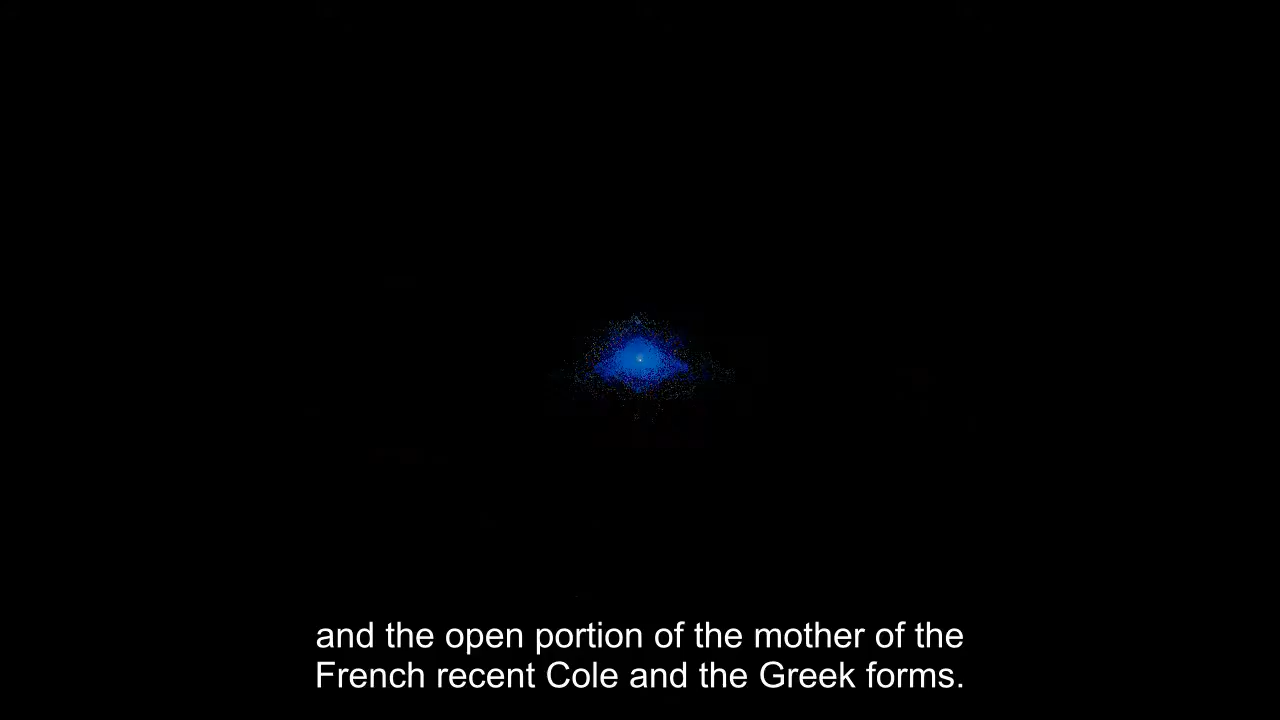 and the open portion of the mother of the
French recent Cole and the Greek forms.